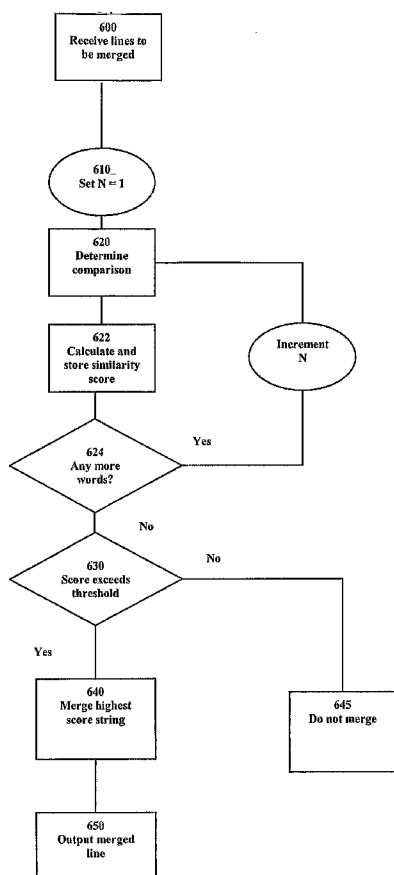 600
Receive lines to
be merged
610_
Set N = 1
620
Determine
comparison
622
Calculate and
store similarity
score
Increment
N
624
Any more
words?
Yes
No
630
Score exceeds
threshold
No
Yes
640
Merge highest
score string
645
Do not merge
650
Output merged
line